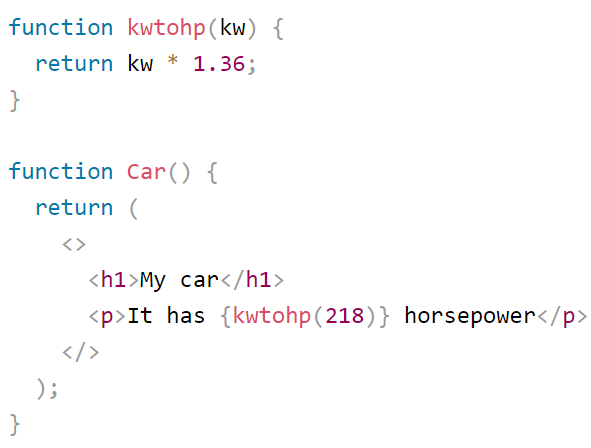 function kwtohp(kw) {
  return kw * 1.36;
}

function Car() {
  return (
    <>
      <h1>My car</h1>
      <p>It has {kwtohp(218)} horsepower</p>
    </>
  );
}